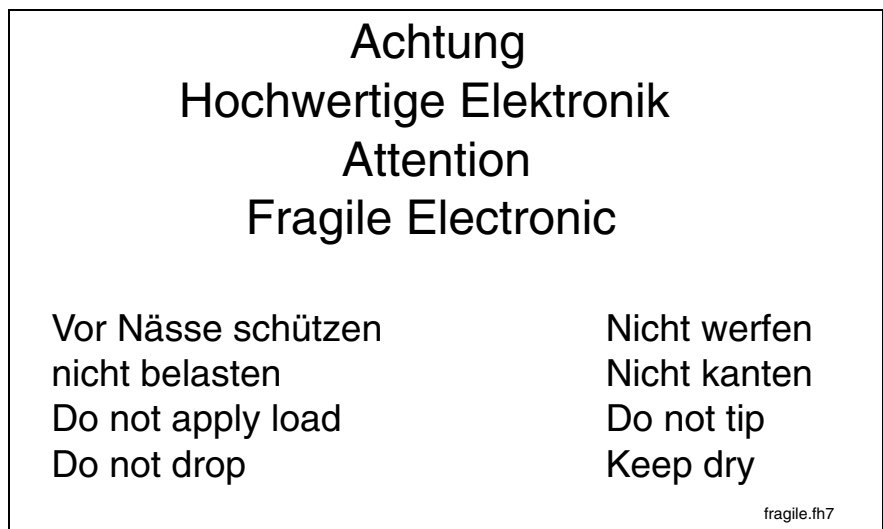 Achtung
Hochwertige Elektronik
Attention
Fragile Electronic
Vor Nässe schützen
nicht belasten
Do not apply load
Do not drop
Nicht werfen
Nicht kanten
Do not tip
Keep dry
fragile.fh7